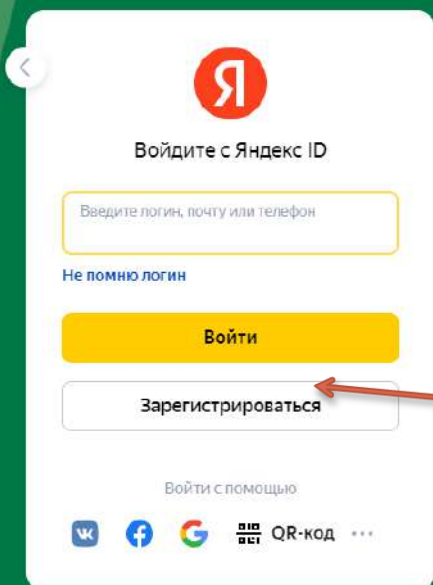 Я
Войдите с Яндекс ID
Введите логин, почту или телефон
Не помню логин
Войти
Зарегистрироваться
Войти с помощью
QR-код